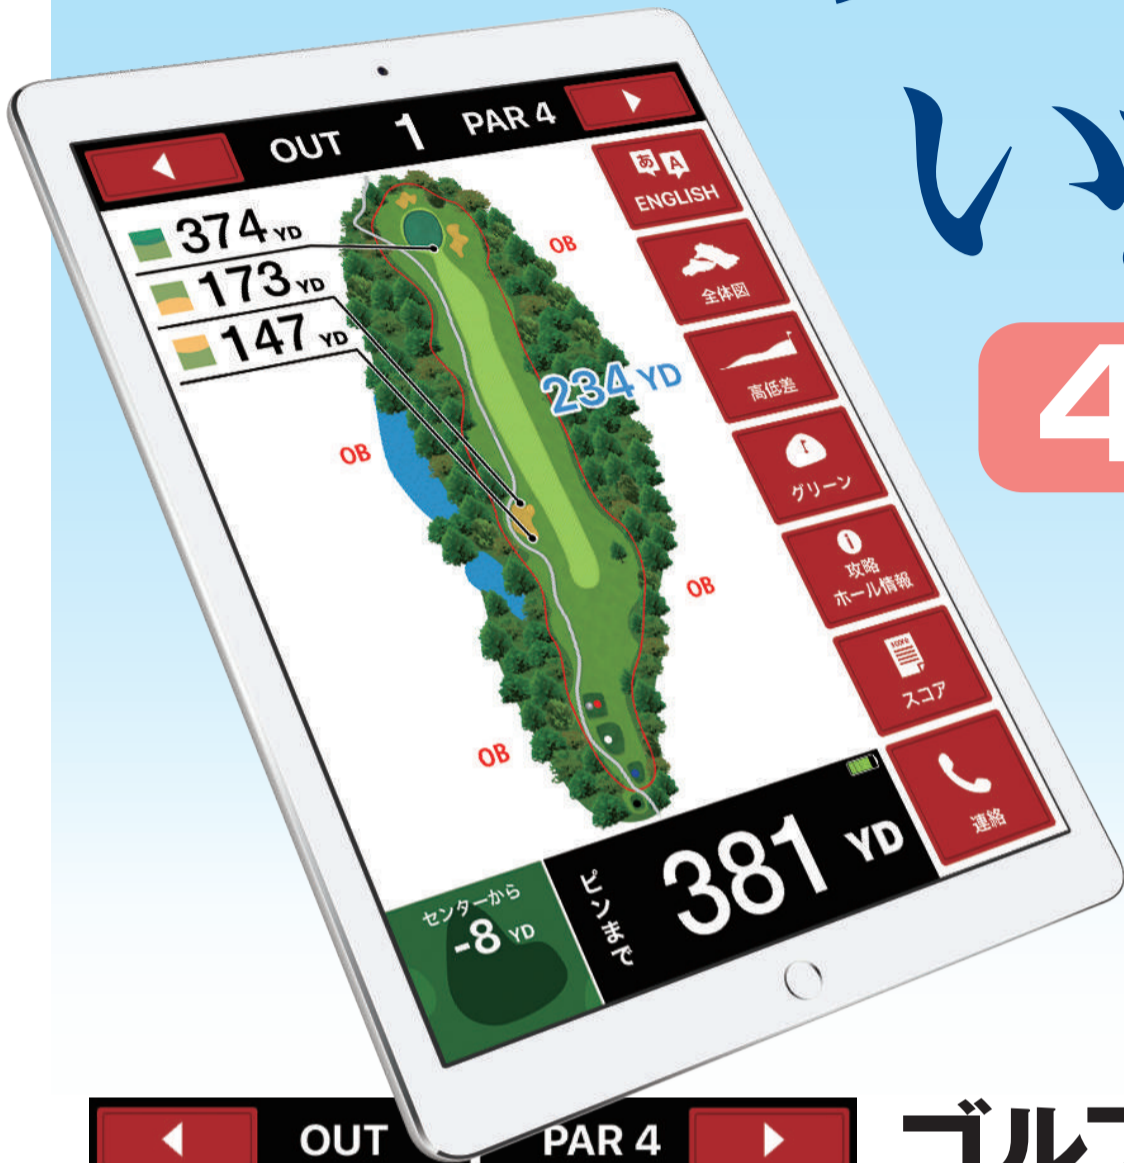 OUT 1 PAR 4
374 YD
173 YD
147 YD
あ A
ENGLISH
全体図
高低差
グリーン
攻略
ホール情報
SCORE
スコア
連絡
OB
234 YD
OB
OB
OB
センターから
-8 YD
ピンまで
381 YD
い
4
OUT PAR 4
ゴル